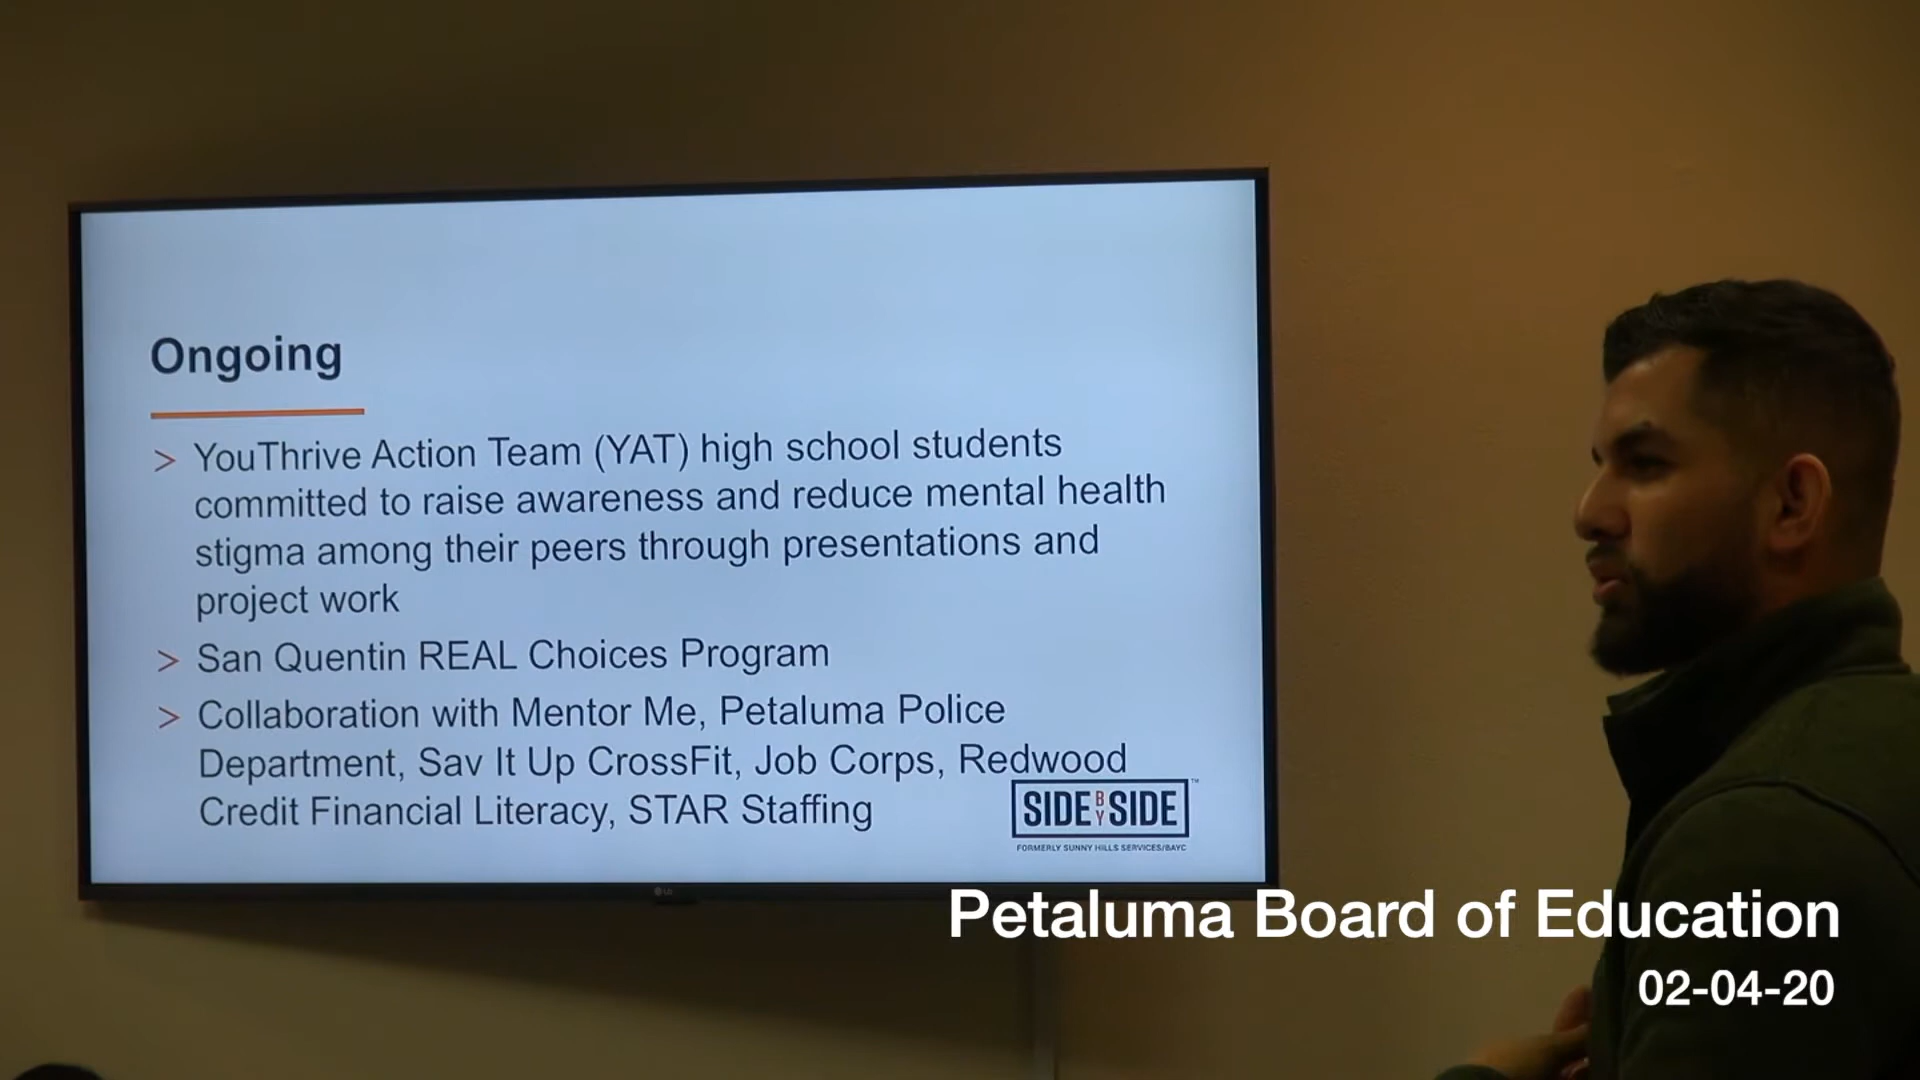 Ongoing
> YouThrive Action Team (YAT) high school students
committed to raise awareness and reduce mental health
stigma among their peers through presentations and
project work
> San Quentin REAL Choices Program
> Collaboration with Mentor Me, Petaluma Police
Department, Sav It Up CrossFit, Job Corps, Redwood
Credit Financial Literacy, STAR Staffing
SIDE BY SIDE™
FORMERLY SUNNY HILLS SERVICES/BAYC
LG
Petaluma Board of Education
02-04-20